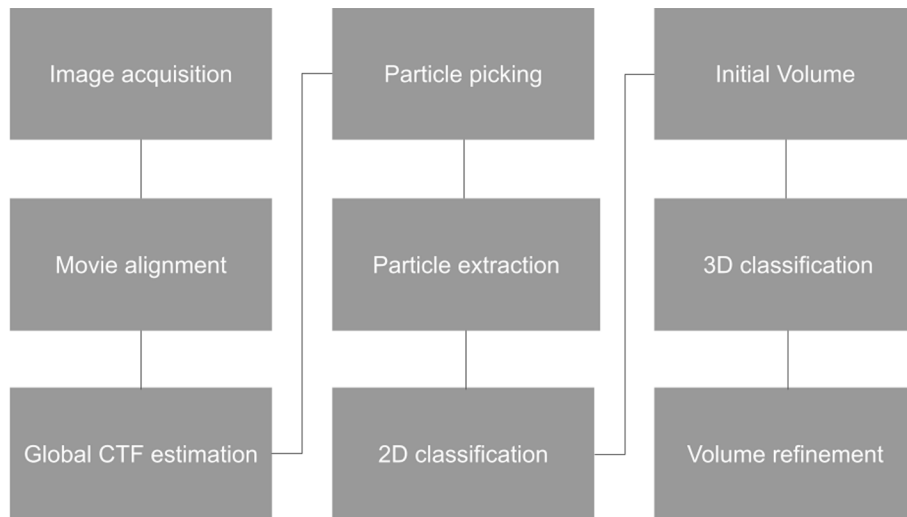 Image acquisition
Movie alignment
Global CTF estimation
Particle picking
Particle extraction
2D classification
Initial Volume
3D classification
Volume refinement